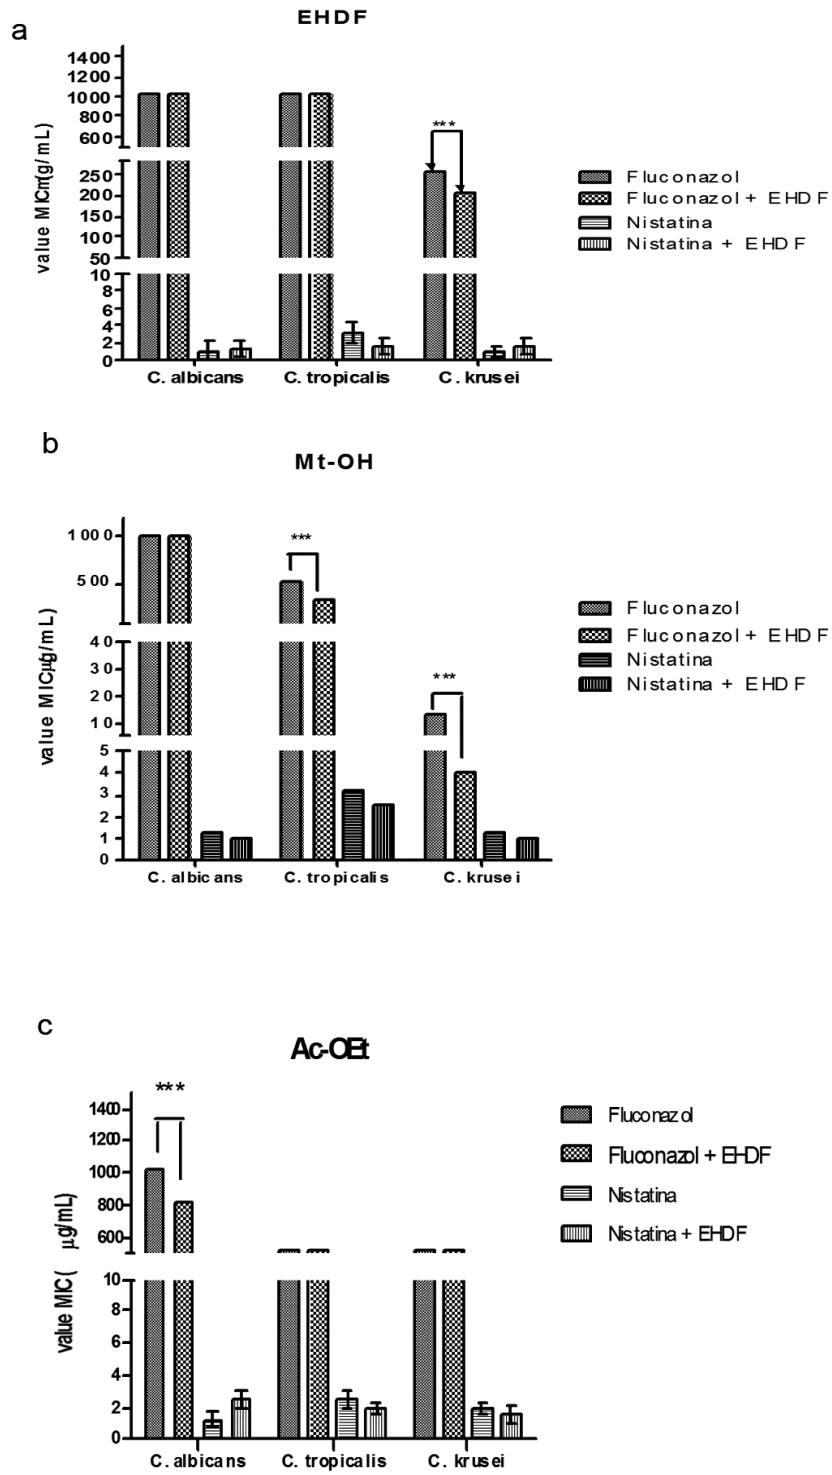 a
EHDF
value MICm(g/mL)
1400
1200
1000
800
600
250
200
150
100
50
10
8
6
4
2
0
***
C. albicans
C. tropicalis
C. krusei
Fluconazol
Fluconazol + EHDF
Nistatina
Nistatina + EHDF
b
Mt-OH
value MICµg/mL)
1000
500
40
30
20
10
5
4
3
2
1
0
***
***
C. albicans
C. tropicalis
C. krusei
Fluconazol
Fluconazol + EHDF
Nistatina
Nistatina + EHDF
c
Ac-OEt
value MIC ( µg/mL)
1400
1200
1000
800
600
10
8
6
4
2
0
***
C. albicans
C. tropicalis
C. krusei
Fluconazol
Fluconazol + EHDF
Nistatina
Nistatina + EHDF